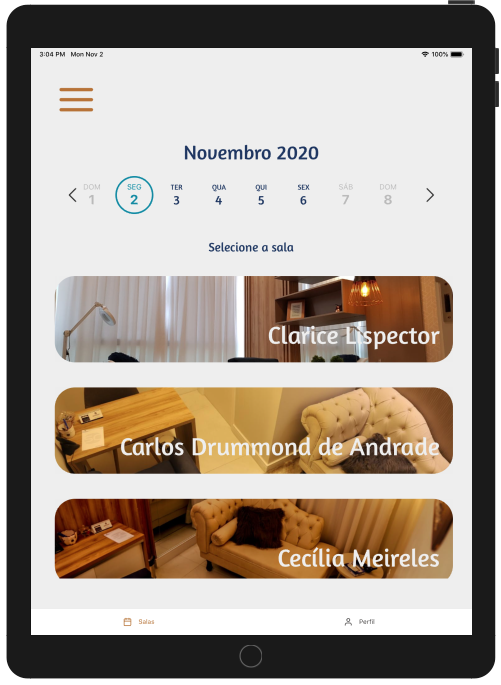 3:04 PM Mon Nov 2 100%
Novembro 2020
DOM SEG TER QUA QUI SEX SÁB DOM
1 2 3 4 5 6 7 8
Selecione a sala
Clarice Lispector
Carlos Drummond de Andrade
Cecília Meireles
Salas Perfil